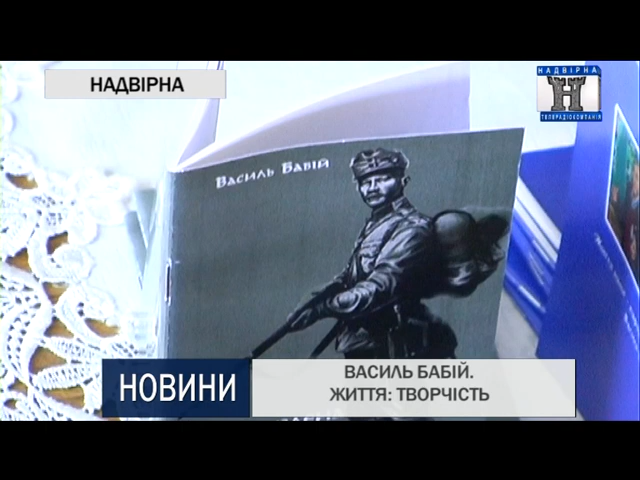 НАДВІРНА
НАДВІРНА
Н
ТЕЛЕРАДІОКОМПАНІЯ
Василь Бабій
НОВИНИ
ВАСИЛЬ БАБІЙ.
ЖИТТЯ: ТВОРЧІСТЬ